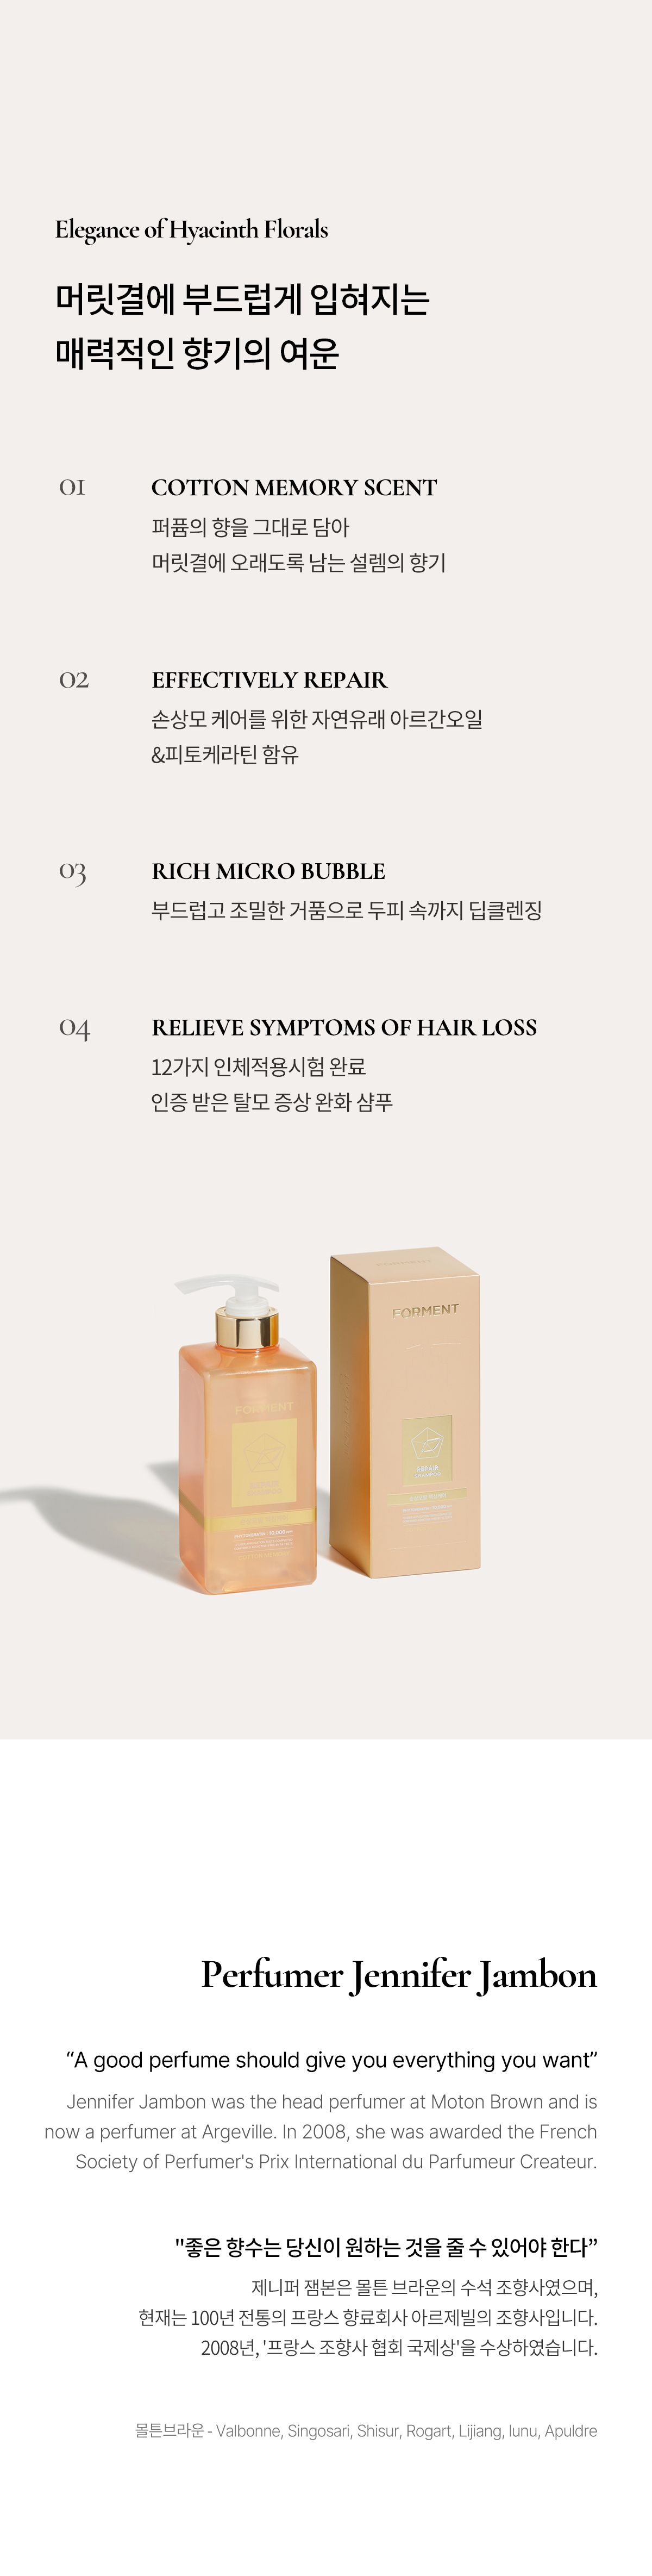 Elegance of Hyacinth Florals
머릿결에 부드럽게 입혀지는
매력적인 향기의 여운
01
COTTON MEMORY SCENT
퍼퓸의 향을 그대로 담아
머릿결에 오래도록 남는 설렘의 향기
02
EFFECTIVELY REPAIR
손상모 케어를 위한 자연유래 아르간오일
&피토케라틴 함유
03
RICH MICRO BUBBLE
부드럽고 조밀한 거품으로 두피 속까지 딥클렌징
04
RELIEVE SYMPTOMS OF HAIR LOSS
12가지 인체적용시험 완료
인증 받은 탈모 증상 완화 샴푸
FORMENT
FORMENT
Perfumer Jennifer Jambon
“A good perfume should give you everything you want”
Jennifer Jambon was the head perfumer at Moton Brown and is
now a perfumer at Argeville. In 2008, she was awarded the French
Society of Perfumer's Prix International du Parfumeur Createur.
"좋은 향수는 당신이 원하는 것을 줄 수 있어야 한다”
제니퍼 잼본은 몰튼 브라운의 수석 조향사였으며,
현재는 100년 전통의 프랑스 향료회사 아르제빌의 조향사입니다.
2008년, '프랑스 조향사 협회 국제상'을 수상하였습니다.
몰튼브라운 - Valbonne, Singosari, Shisur, Rogart, Lijiang, lunu, Apuldre